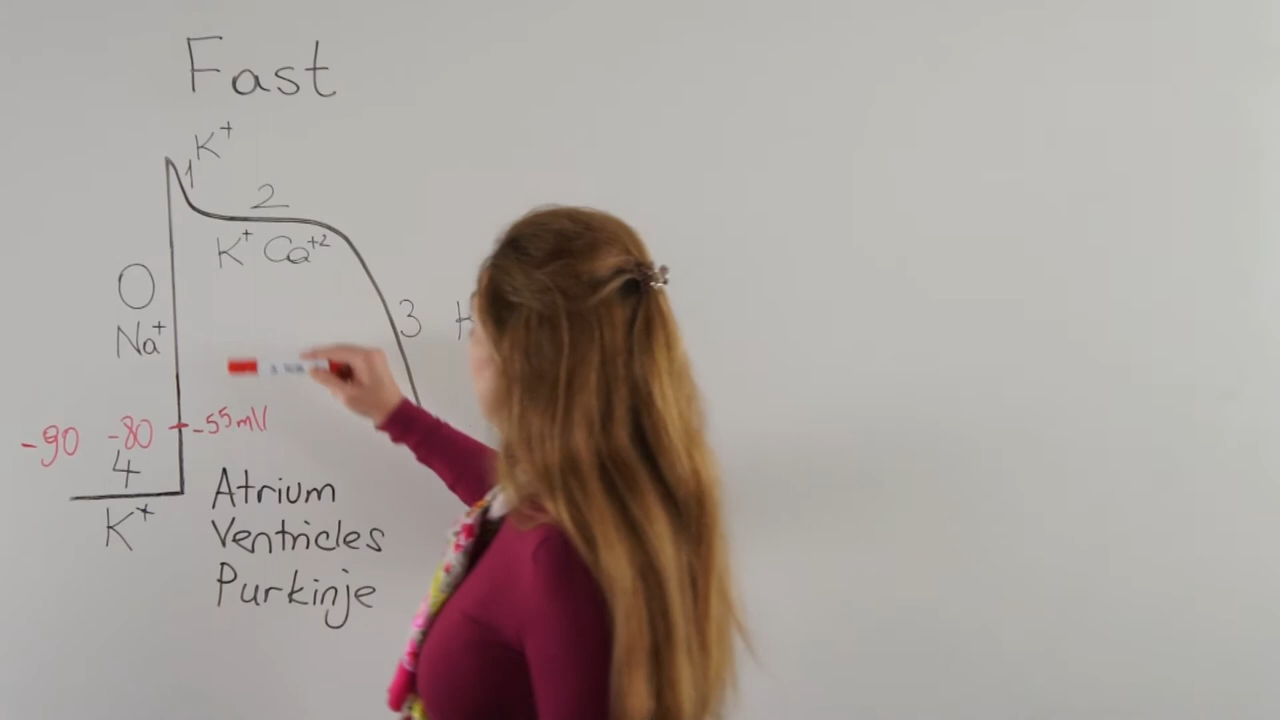 Fast
K+
1
2
K+ Ca+2
0
3
Na+
-90 -80 -55mV
4
K+
Atrium
Ventricles
Purkinje